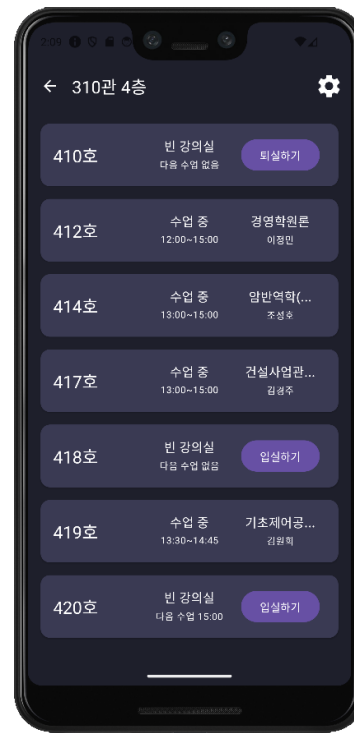 2:09
310관 4층
410호
빈 강의실
다음 수업 없음
퇴실하기
412호
수업 중
12:00~15:00
경영학원론
이정민
414호
수업 중
13:00~15:00
암반역학(...
조성호
417호
수업 중
13:00~15:00
건설사업관...
김경주
418호
빈 강의실
다음 수업 없음
입실하기
419호
수업 중
13:30~14:45
기초제어공...
김원희
420호
빈 강의실
다음 수업 15:00
입실하기